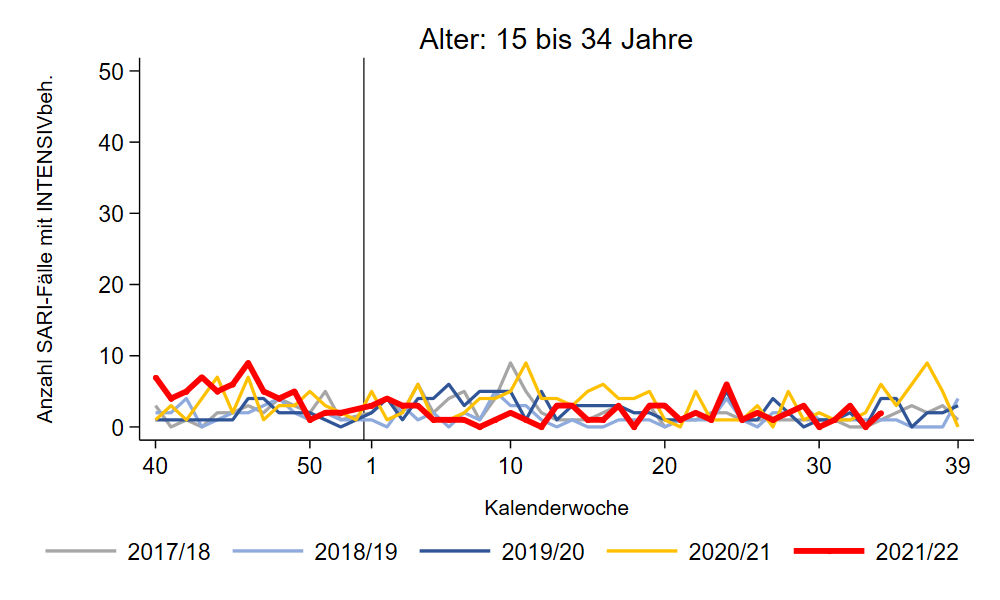 Alter: 15 bis 34 Jahre
Anzahl SARI-Fälle mit INTENSIVbeh.
50
40
30
20
10
0
40 50 1 10 20 30 39
Kalenderwoche
2017/18 2018/19 2019/20 2020/21 2021/22